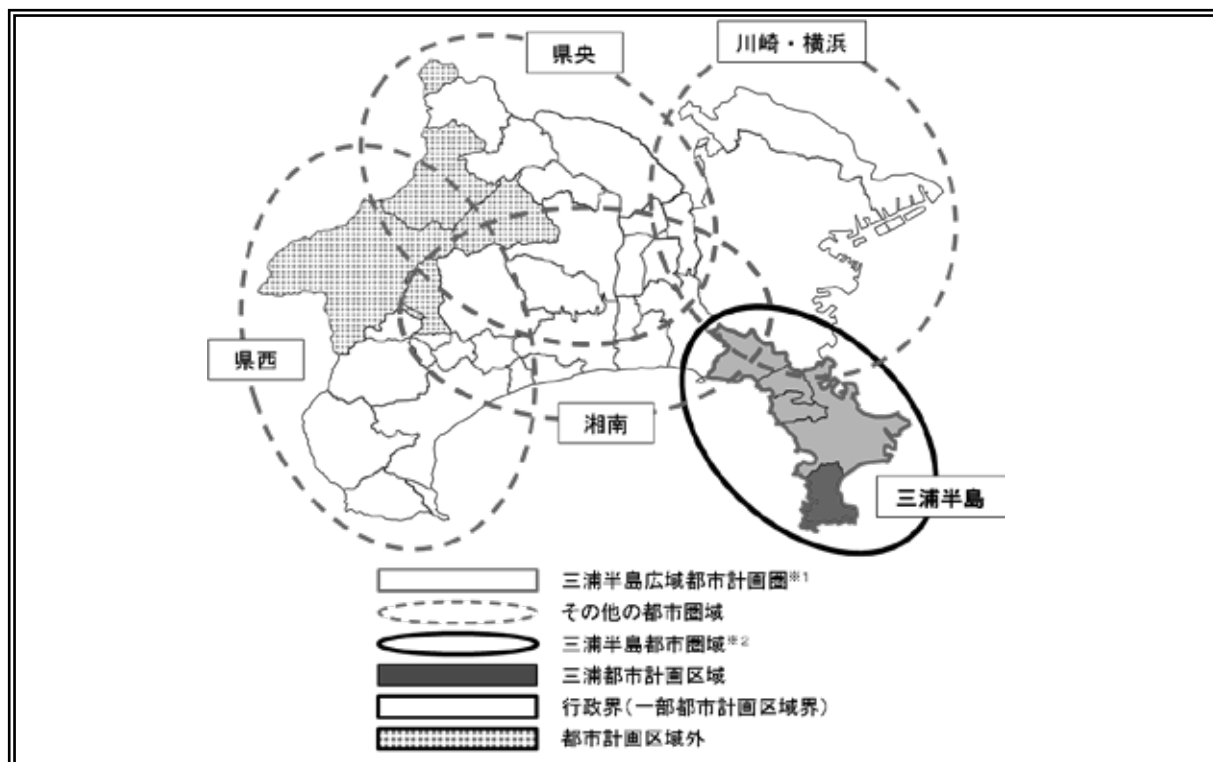 県央
川崎・横浜
県西
湘南
三浦半島
三浦半島広域都市計画圏※1
その他の都市圏域
三浦半島都市圏域※2
三浦都市計画区域
行政界(一部都市計画区域界)
都市計画区域外